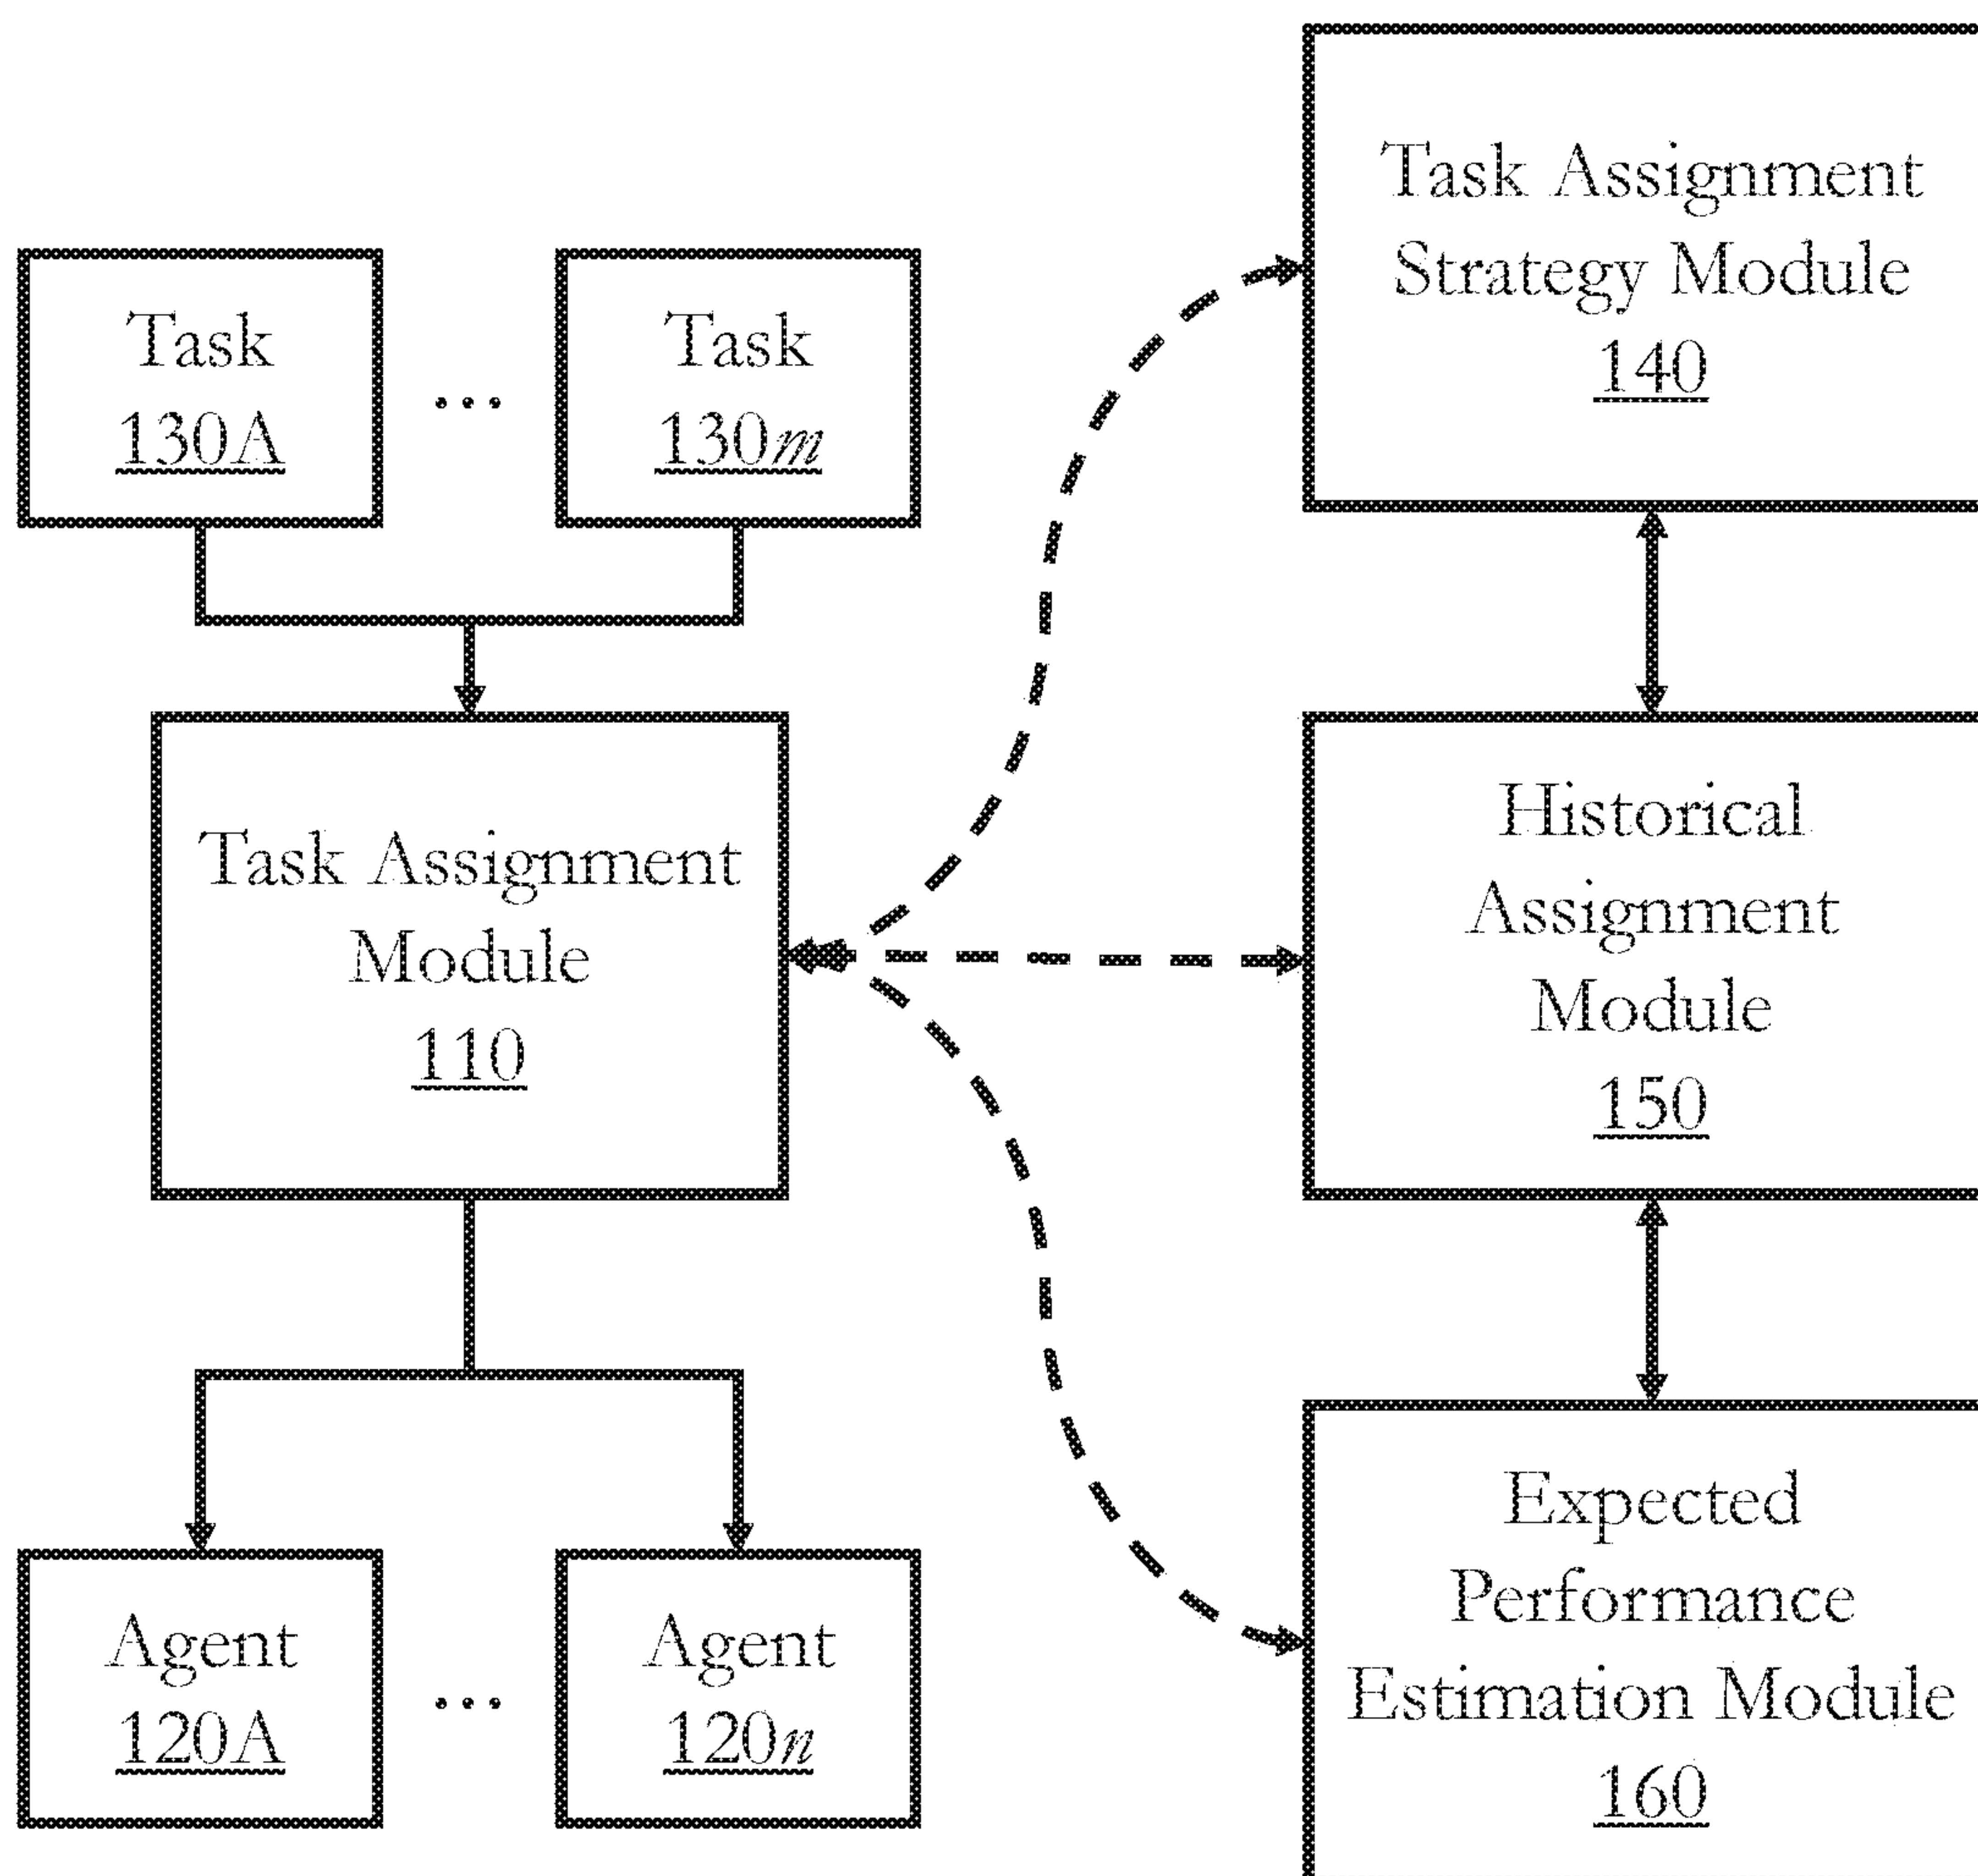 Task Assignment
Strategy Module
140
Task
130A
...
Task
130m
Task Assignment
Module
110
Historical
Assignment
Module
150
Agent
120A
...
Agent
120n
Expected
Performance
Estimation Module
160